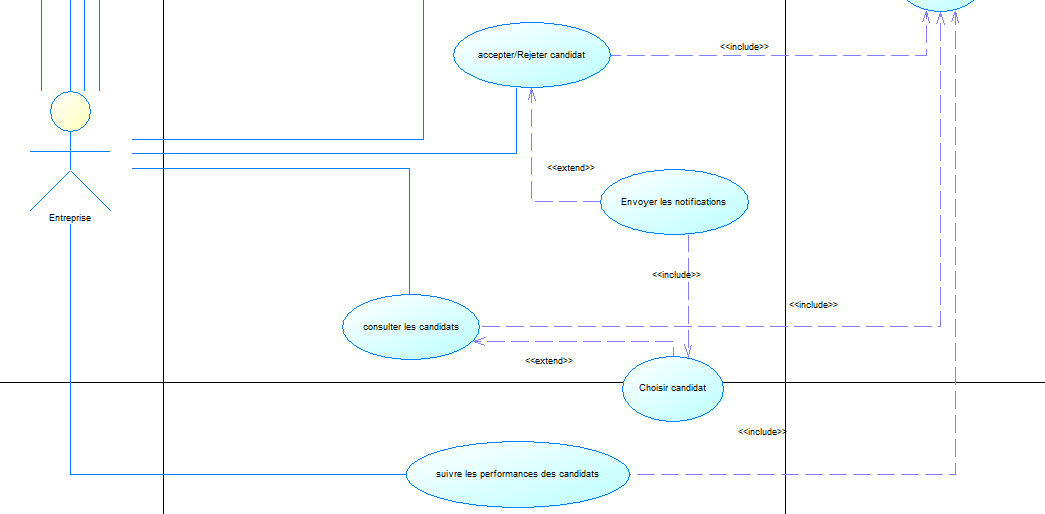 <<include>>
accepter/Rejeter candidat
<<extend>>
Envoyer les notifications
Entreprise
<<include>>
<<include>>
consulter les candidats
<<extend>>
Choisir candidat
<<include>>
suivre les performances des candidats